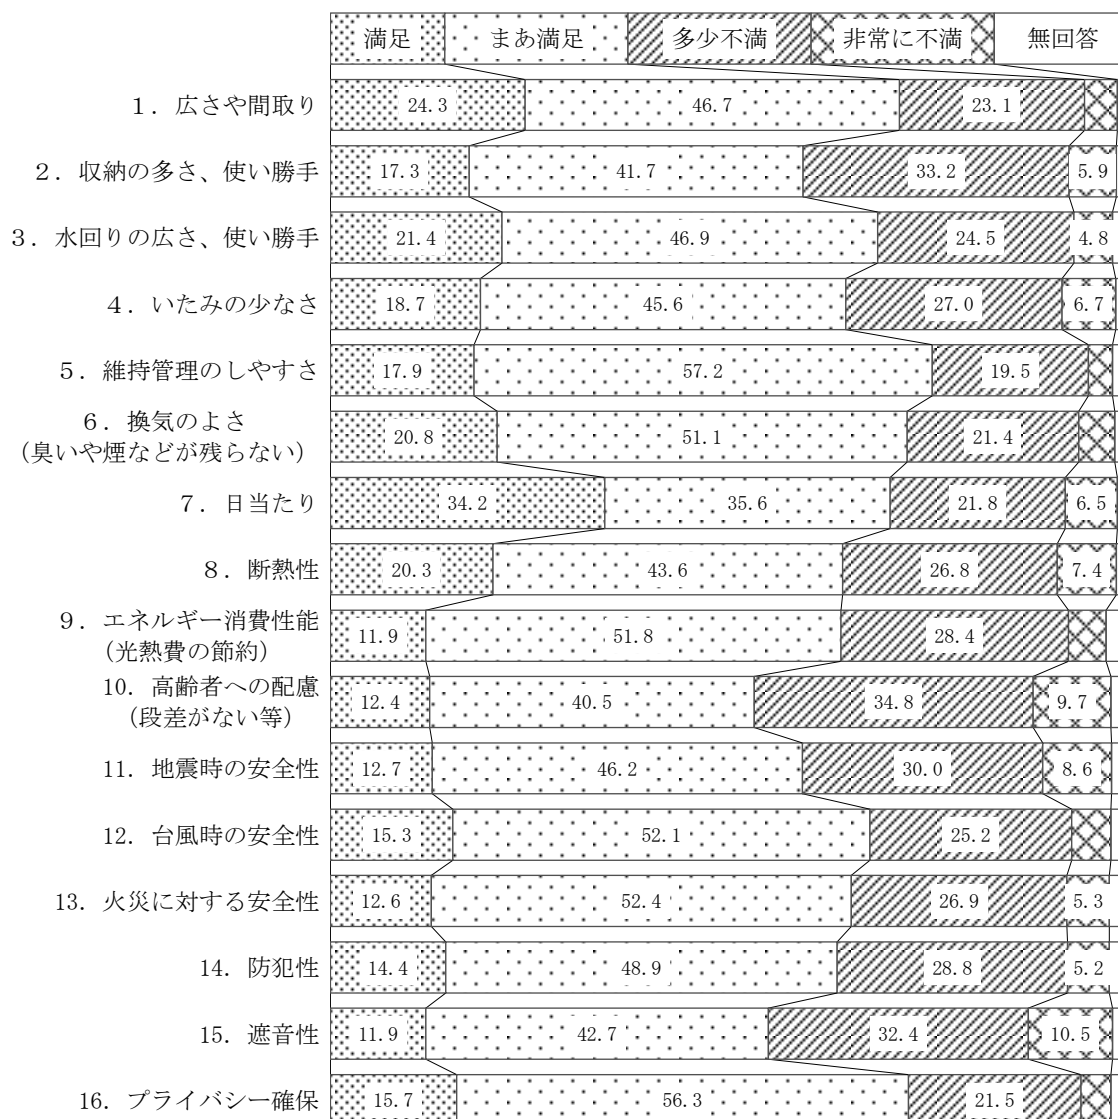 満足 まあ満足 多少不満 非常に不満 無回答
1. 広さや間取り 24.3 46.7 23.1
2. 収納の多さ、使い勝手 17.3 41.7 33.2 5.9
3. 水回りの広さ、使い勝手 21.4 46.9 24.5 4.8
4. いたみの少なさ 18.7 45.6 27.0 6.7
5. 維持管理のしやすさ 17.9 57.2 19.5
6. 換気のよさ
(臭いや煙などが残らない) 20.8 51.1 21.4
7. 日当たり 34.2 35.6 21.8 6.5
8. 断熱性 20.3 43.6 26.8 7.4
9. エネルギー消費性能
(光熱費の節約) 11.9 51.8 28.4
10. 高齢者への配慮
(段差がない等) 12.4 40.5 34.8 9.7
11. 地震時の安全性 12.7 46.2 30.0 8.6
12. 台風時の安全性 15.3 52.1 25.2
13. 火災に対する安全性 12.6 52.4 26.9 5.3
14. 防犯性 14.4 48.9 28.8 5.2
15. 遮音性 11.9 42.7 32.4 10.5
16. プライバシー確保 15.7 56.3 21.5